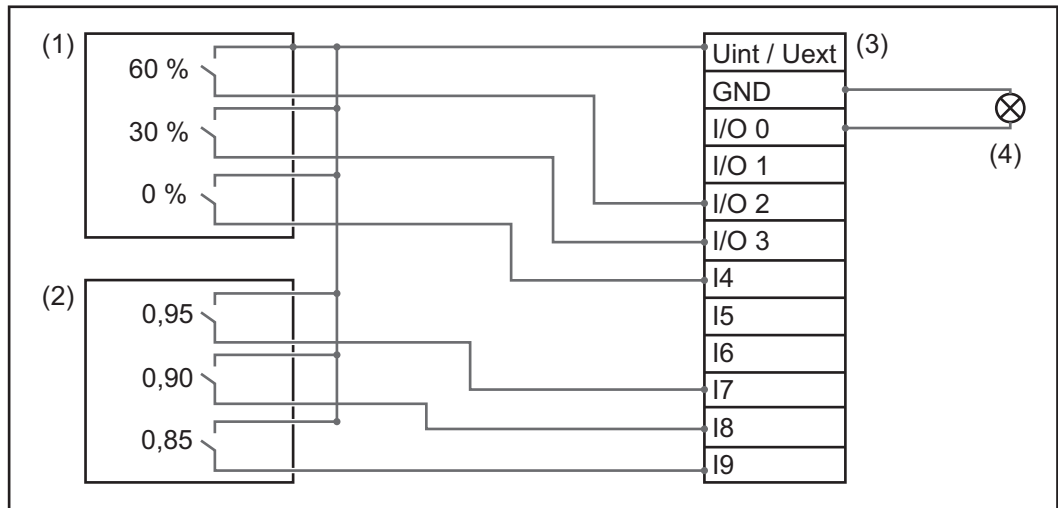 (1)
60 %
30 %
0 %
(2)
0,95
0,90
0,85
(3)
Uint / Uext
GND
I/O 0
I/O 1
I/O 2
I/O 3
I4
I5
I6
I7
I8
I9
(4)